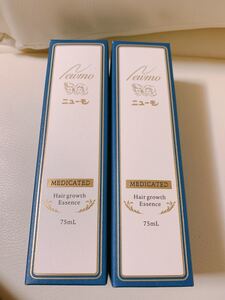 Newmo
ニューモ
MEDICATED
Hair growth
Essence
75mL
Newmo
ニューモ
MEDICATED
Hair growth
Essence
75mL